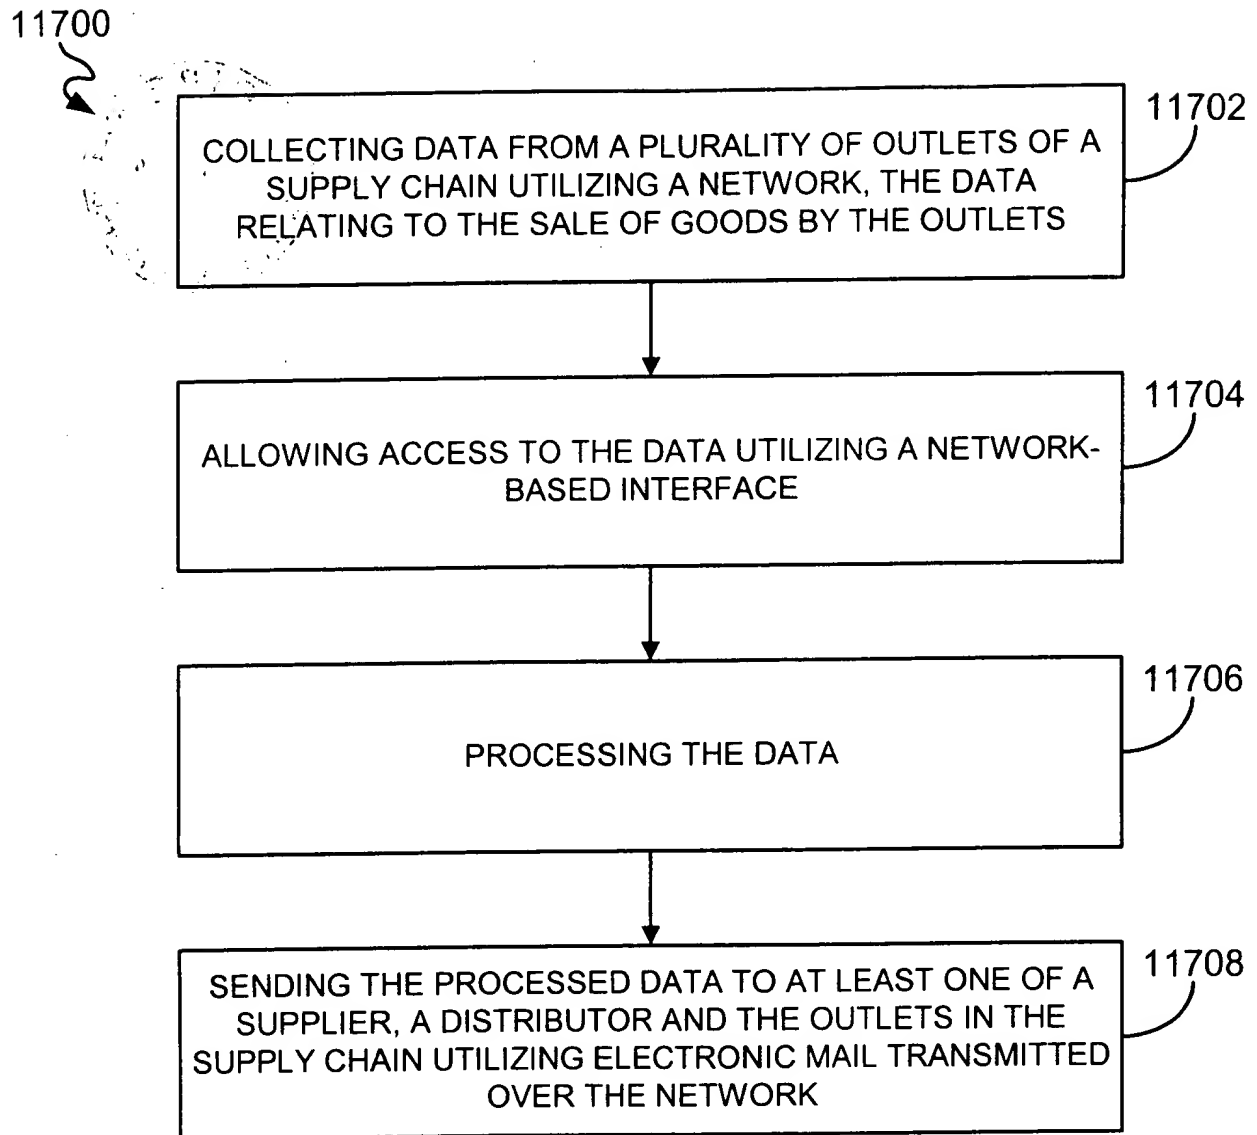 11700
11702
COLLECTING DATA FROM A PLURALITY OF OUTLETS OF A
SUPPLY CHAIN UTILIZING A NETWORK, THE DATA
RELATING TO THE SALE OF GOODS BY THE OUTLETS
11704
ALLOWING ACCESS TO THE DATA UTILIZING A NETWORK-
BASED INTERFACE
11706
PROCESSING THE DATA
11708
SENDING THE PROCESSED DATA TO AT LEAST ONE OF A
SUPPLIER, A DISTRIBUTOR AND THE OUTLETS IN THE
SUPPLY CHAIN UTILIZING ELECTRONIC MAIL TRANSMITTED
OVER THE NETWORK